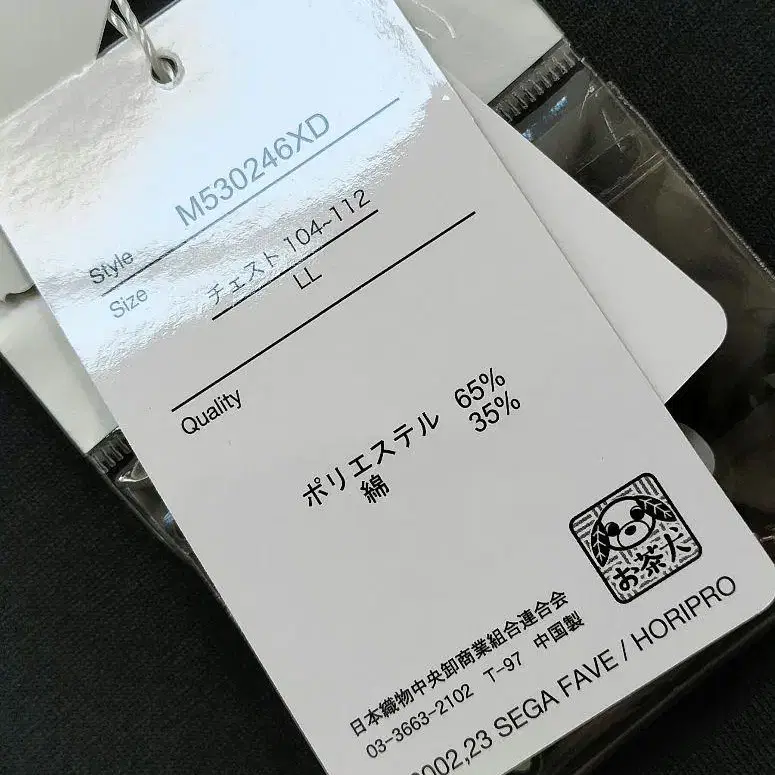 Style M530246XD
Size チェスト 104~112
LL
Quality
ポリエステル 65%
綿 35%
お茶犬
日本織物中央卸商業組合連合会
03-3663-2102 T-97 中国製
002,23 SEGA FAVE / HORIPRO